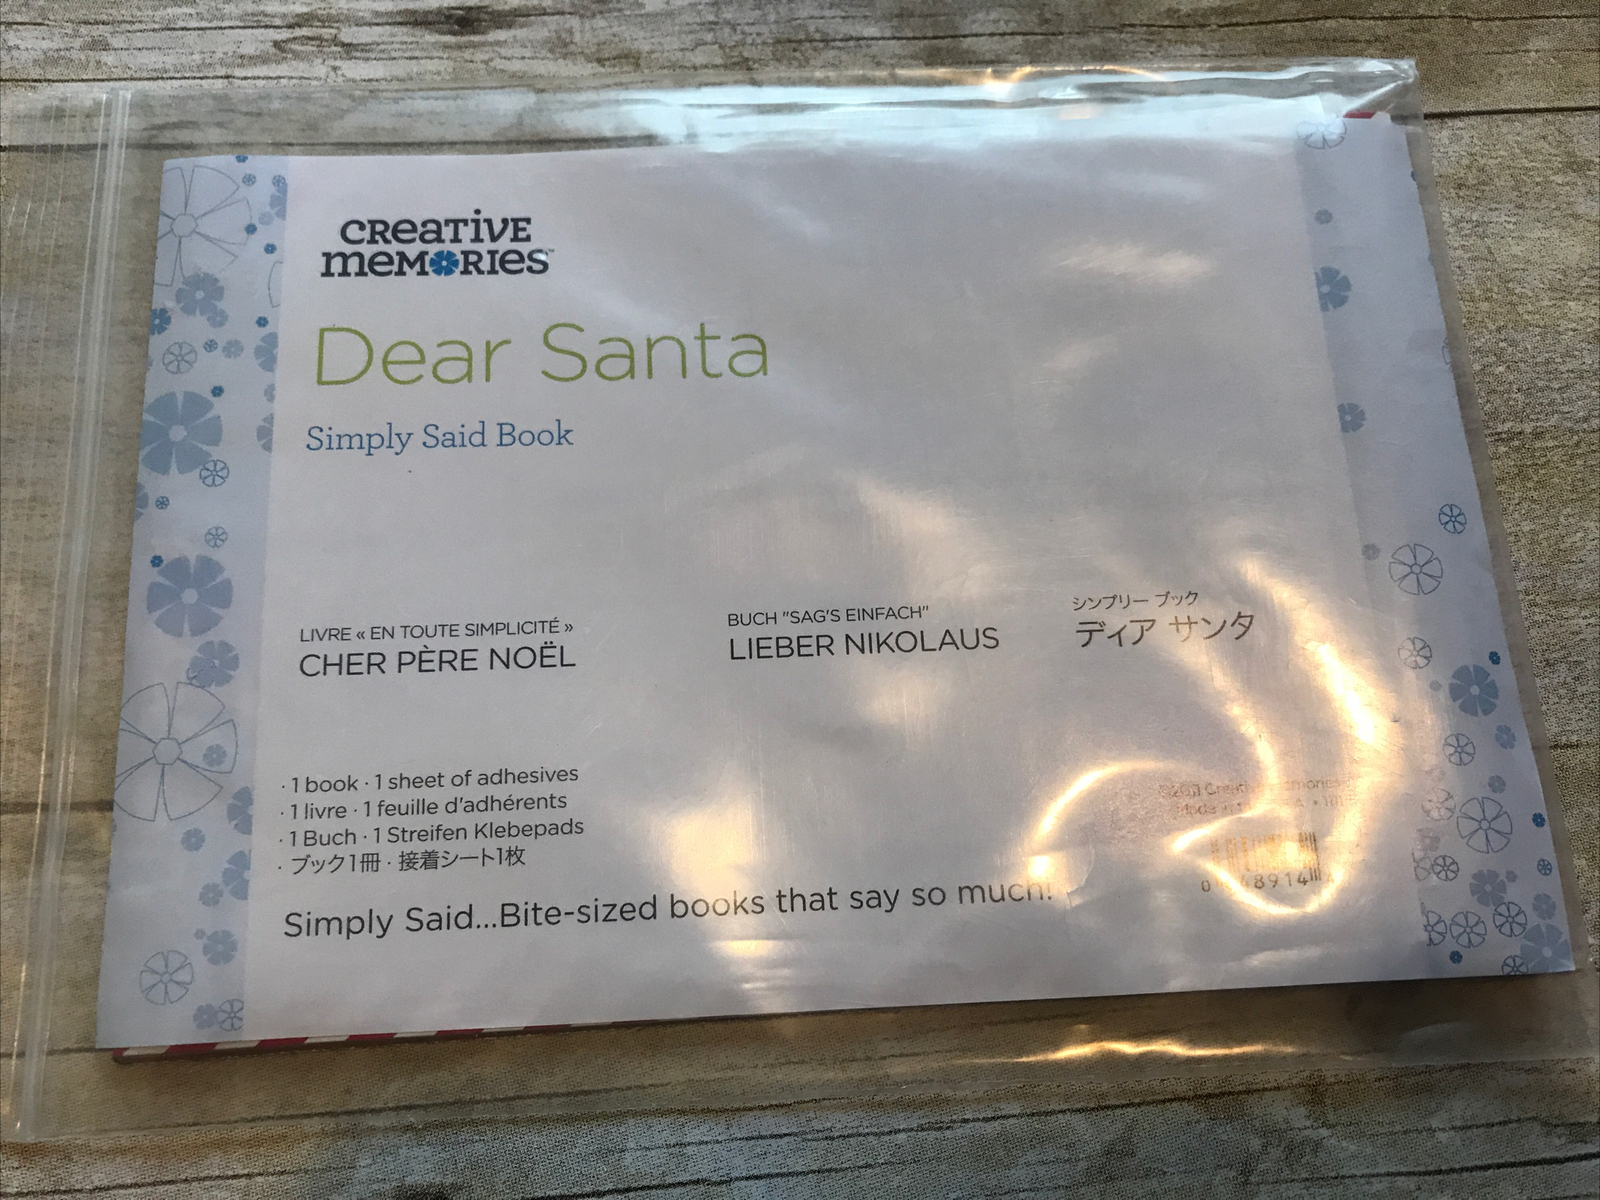 CREATIVE
MEMORIES
Dear Santa
Simply Said Book
LIVRE « EN TOUTE SIMPLICITÉ »
CHER PÈRE NOËL
BUCH "SAG'S EINFACH"
LIEBER NIKOLAUS
シンプリー ブック
ディア サンタ
· 1 book · 1 sheet of adhesives
· 1 livre · 1 feuille d'adhérents
· 1 Buch · 1 Streifen Klebepads
· ブック1冊 · 接着シート1枚
Simply Said...Bite-sized books that say so much!